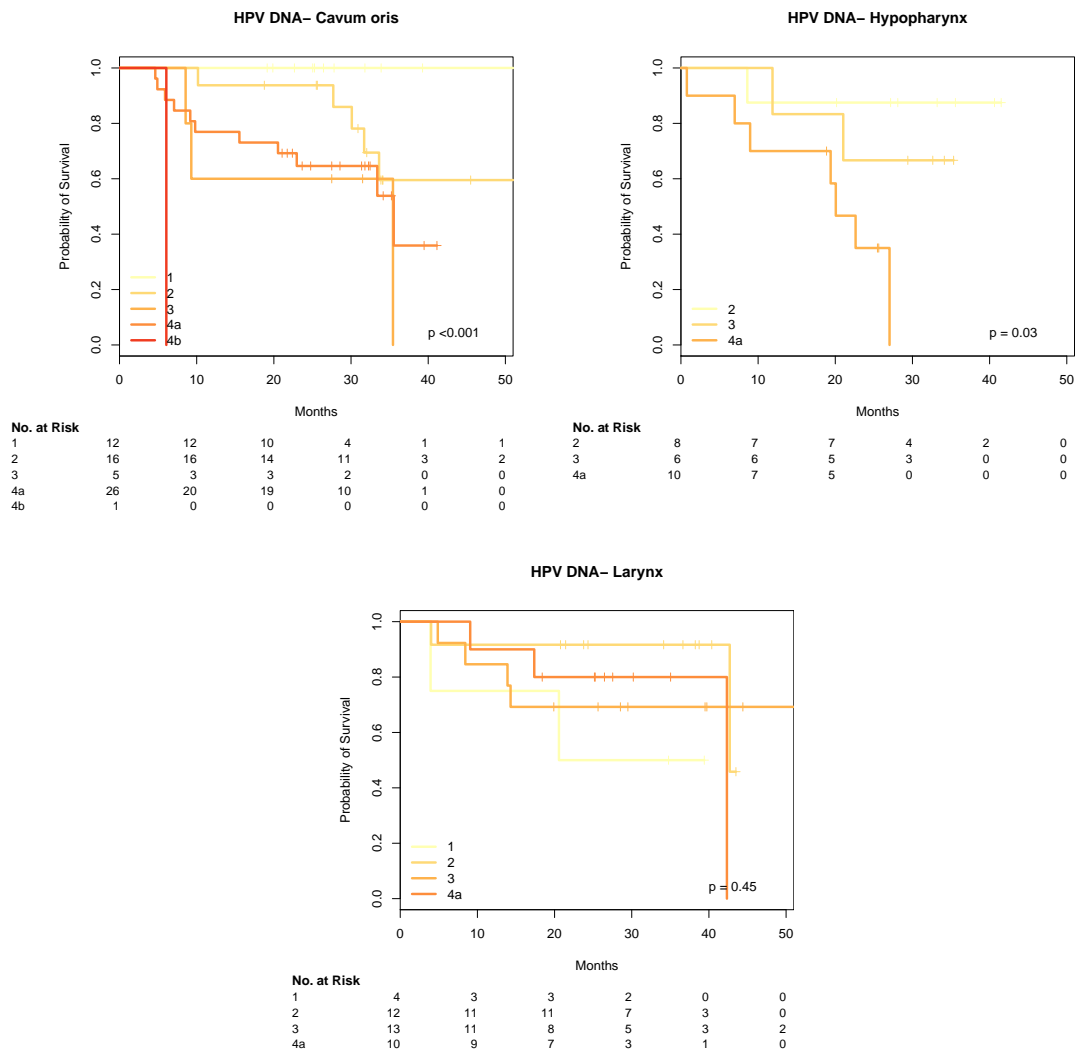 HPV DNA− Cavum oris
Probability of Survival
1.0
0.8
0.6
0.4
0.2
0.0
1
2
3
4a
4b
p <0.001
0 10 20 30 40 50
Months
No. at Risk
1 12 12 10 4 1 1
2 16 16 14 11 3 2
3 5 3 3 2 0 0
4a 26 20 19 10 1 0
4b 1 0 0 0 0 0
HPV DNA− Hypopharynx
Probability of Survival
1.0
0.8
0.6
0.4
0.2
0.0
2
3
4a
p = 0.03
0 10 20 30 40 50
Months
No. at Risk
2 8 7 7 4 2 0
3 6 6 5 3 0 0
4a 10 7 5 0 0 0
HPV DNA− Larynx
Probability of Survival
1.0
0.8
0.6
0.4
0.2
0.0
1
2
3
4a
p = 0.45
0 10 20 30 40 50
Months
No. at Risk
1 4 3 3 2 0 0
2 12 11 11 7 3 0
3 13 11 8 5 3 2
4a 10 9 7 3 1 0